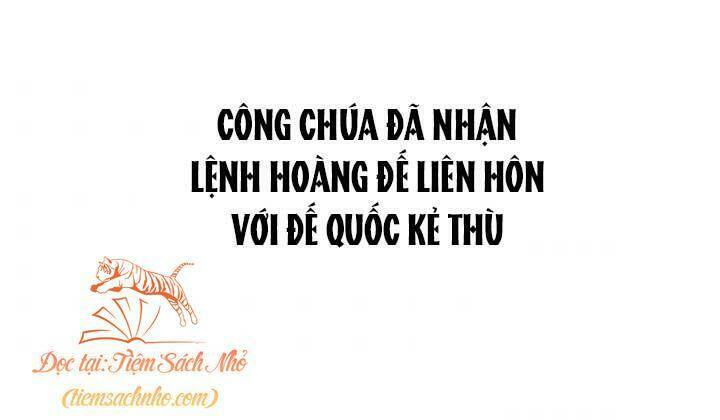 CÔNG CHÚA ĐÃ NHẬN
LỆNH HOÀNG ĐẾ LIÊN HÔN
VỚI ĐẾ QUỐC KẺ THÙ
Đọc tại: Tiệm Sách Nhỏ
(tiemsachnho.com)